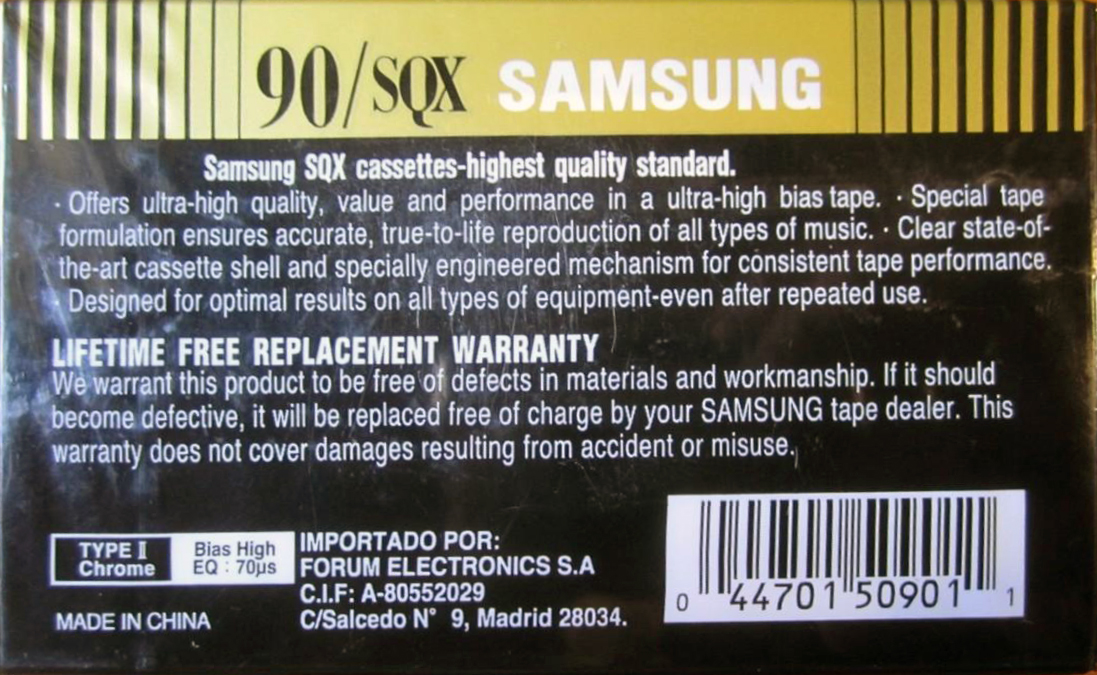 90/SQX SAMSUNG
Samsung SQX cassettes-highest quality standard.
· Offers ultra-high quality, value and performance in a ultra-high bias tape. · Special tape
formulation ensures accurate, true-to-life reproduction of all types of music. · Clear state-of-
the-art cassette shell and specially engineered mechanism for consistent tape performance.
· Designed for optimal results on all types of equipment-even after repeated use.
LIFETIME FREE REPLACEMENT WARRANTY
We warrant this product to be free of defects in materials and workmanship. If it should
become defective, it will be replaced free of charge by your SAMSUNG tape dealer. This
warranty does not cover damages resulting from accident or misuse.
TYPE II
Chrome
Bias High
EQ : 70µs
MADE IN CHINA
IMPORTADO POR:
FORUM ELECTRONICS S.A
C.I.F: A-80552029
C/Salcedo N° 9, Madrid 28034.
0 44701 50901 1